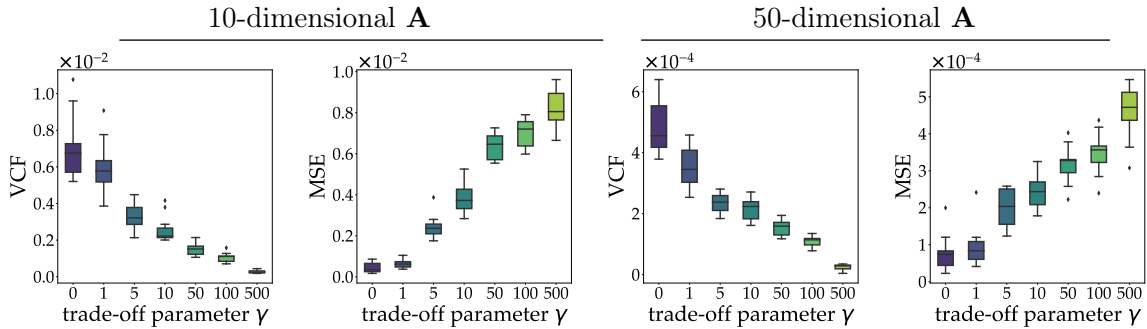 10-dimensional A
50-dimensional A
×10⁻²
VCF
1.0
0.8
0.6
0.4
0.2
0.0
0 1 5 10 50 100 500
trade-off parameter γ
×10⁻²
MSE
1.0
0.8
0.6
0.4
0.2
0.0
0 1 5 10 50 100 500
trade-off parameter γ
×10⁻⁴
VCF
6
4
2
0
0 1 5 10 50 100 500
trade-off parameter γ
×10⁻⁴
MSE
5
4
3
2
1
0
0 1 5 10 50 100 500
trade-off parameter γ